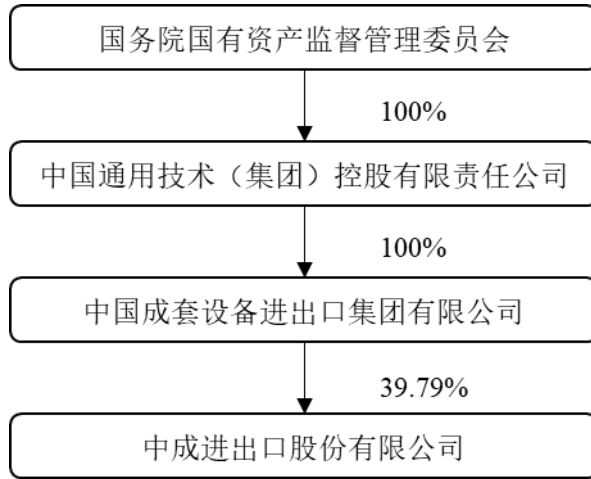 国务院国有资产监督管理委员会
100%
中国通用技术（集团）控股有限责任公司
100%
中国成套设备进出口集团有限公司
39.79%
中成进出口股份有限公司